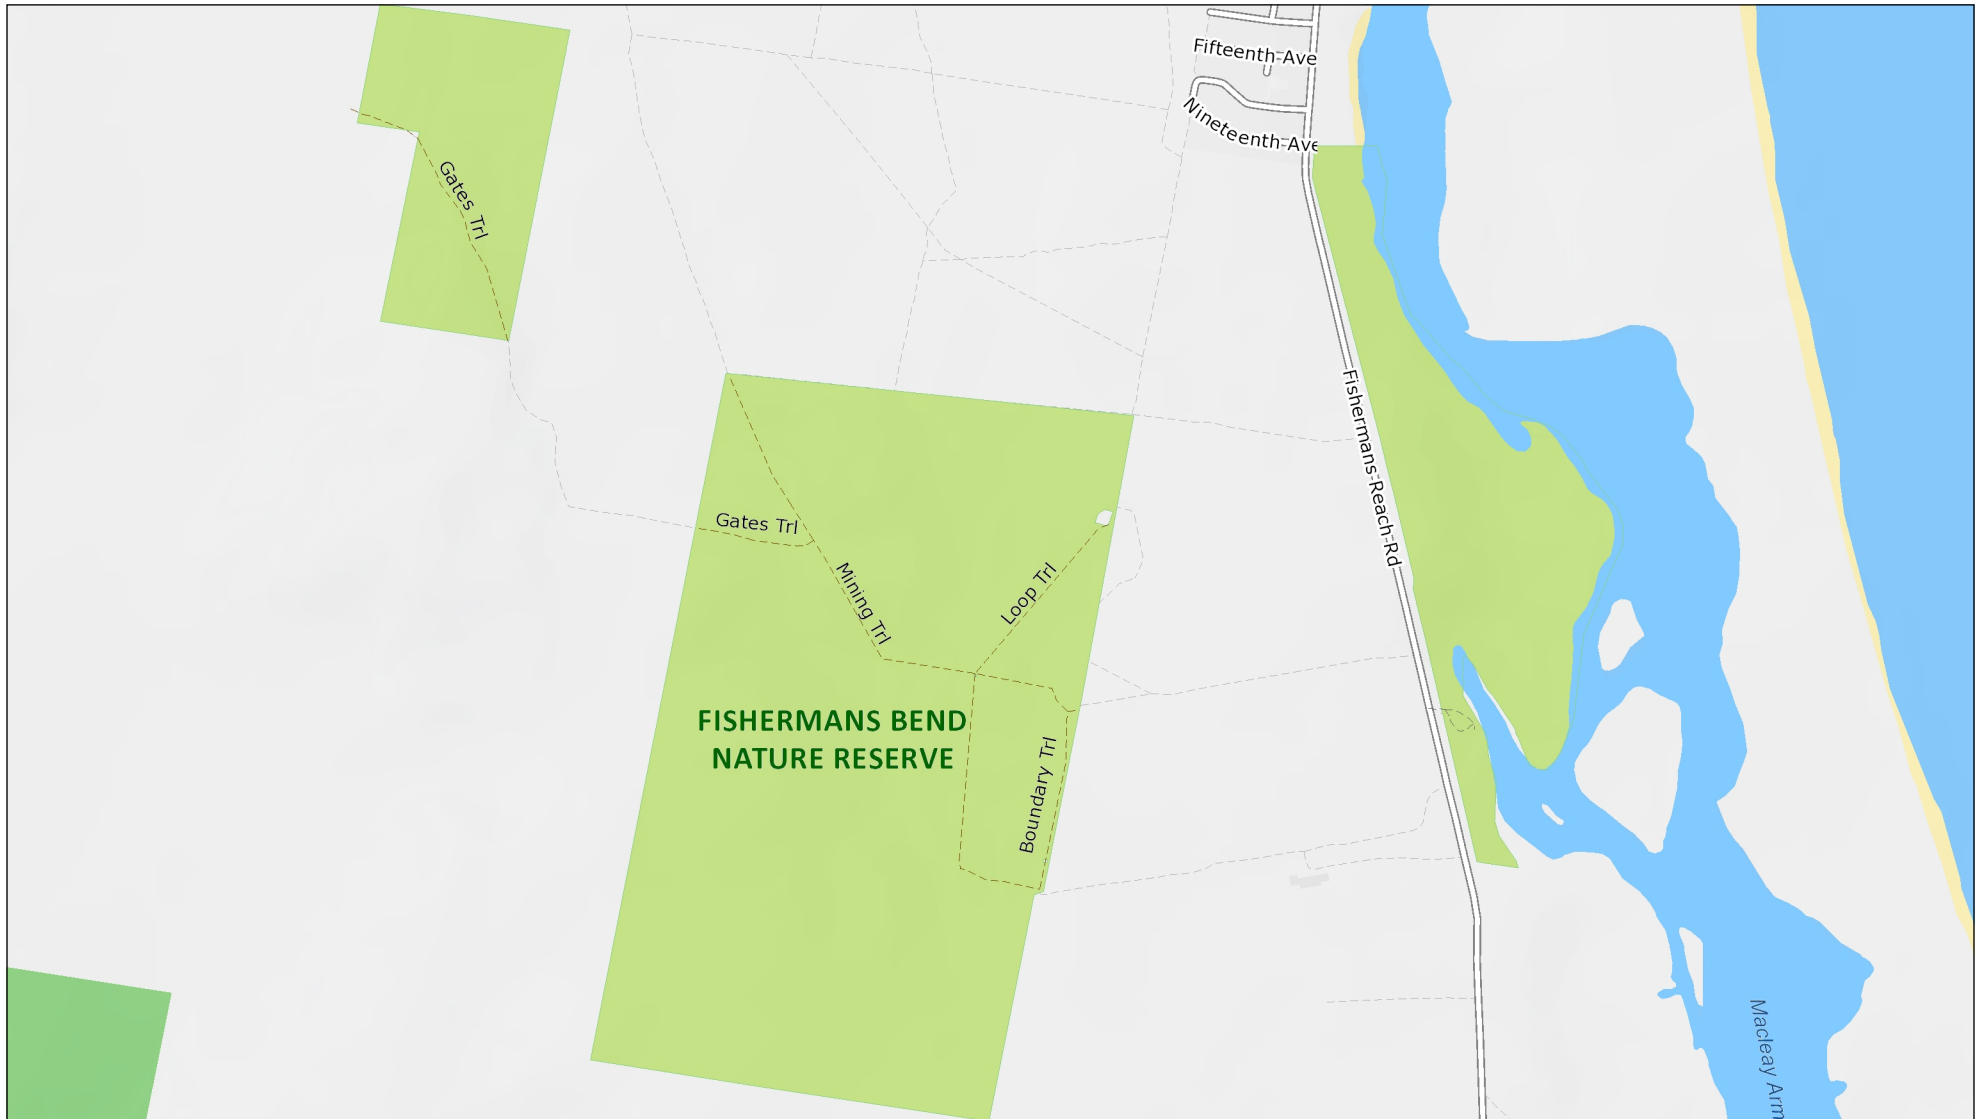 Fifteenth Ave
Nineteenth Ave
Gates Trl
Fishermans Reach Rd
Gates Trl
Mining Trl
Loop Trl
FISHERMANS BEND
NATURE RESERVE
Boundary Trl
Macleay Arm